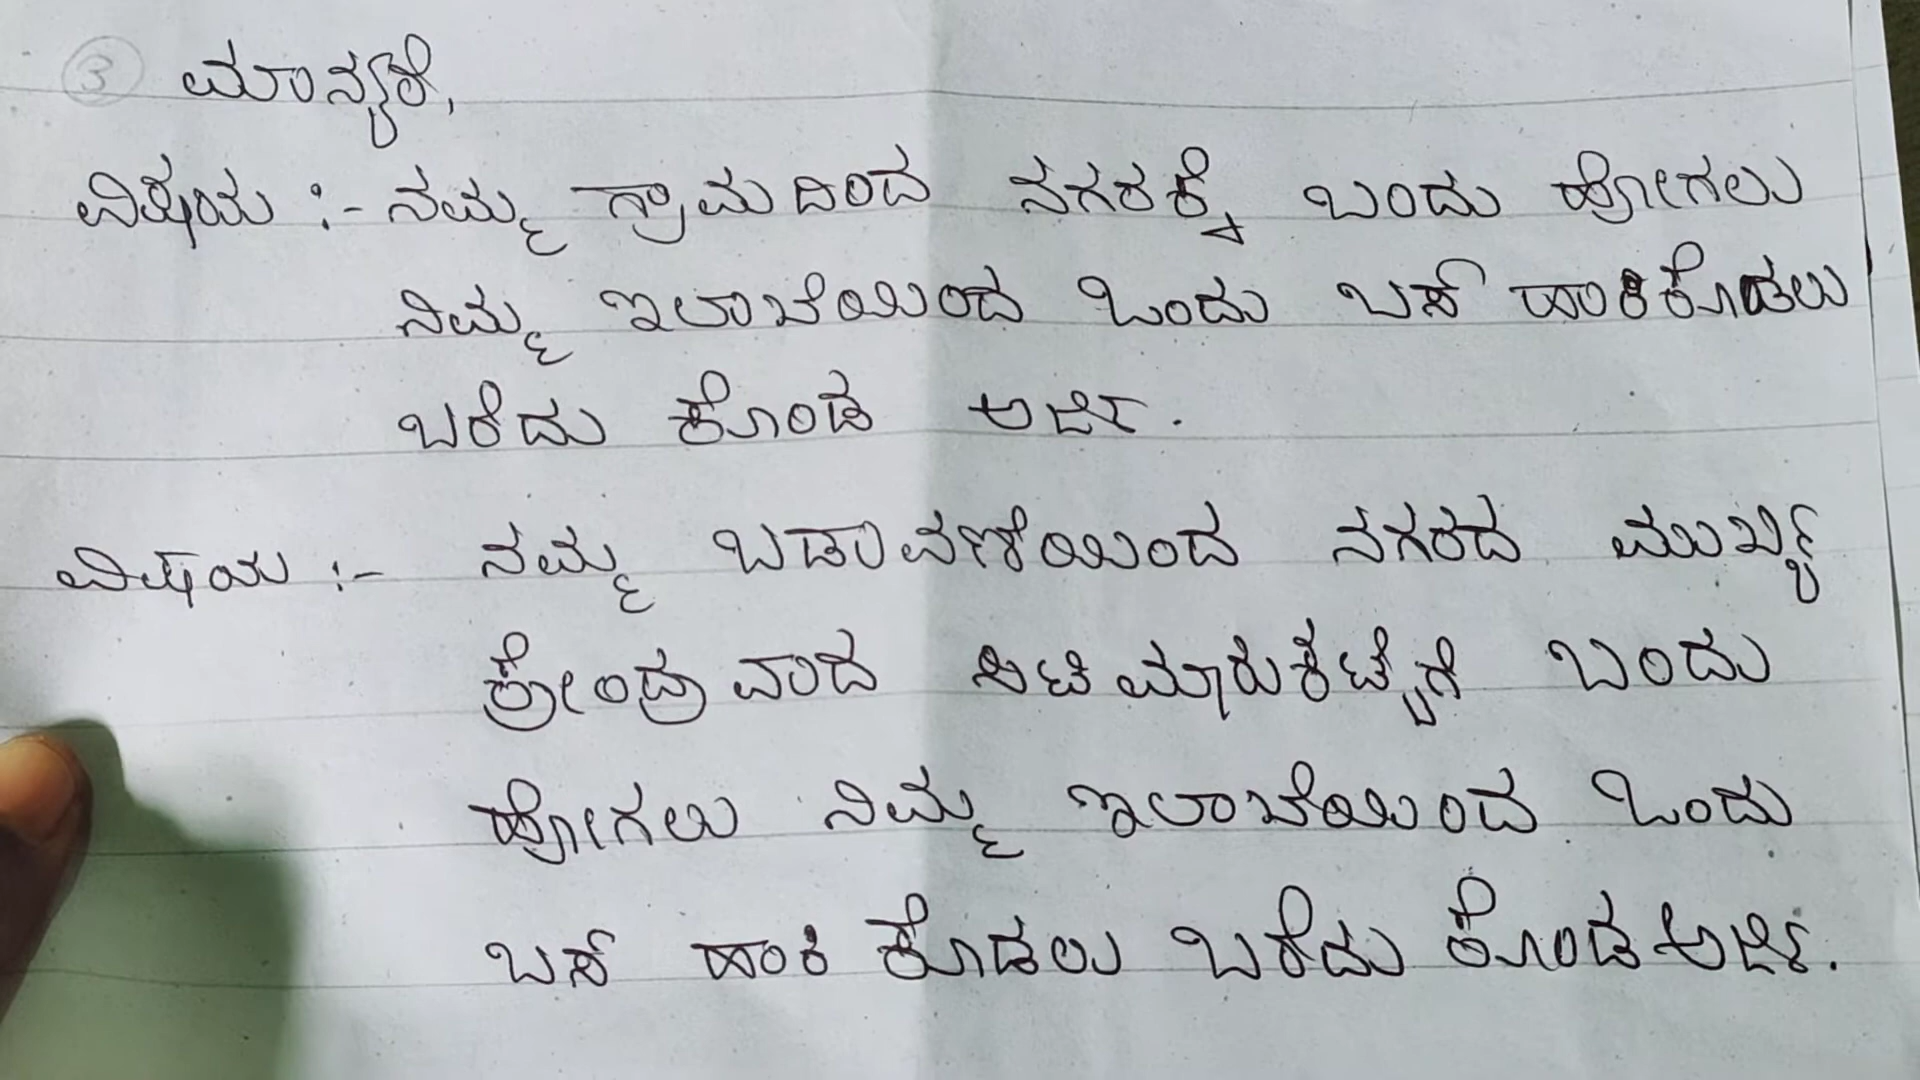 3 ಮಾನ್ಯರೆ,
ವಿಷಯ :- ನಮ್ಮ ಗ್ರಾಮದಿಂದ ನಗರಕ್ಕೆ ಬಂದು ಹೋಗಲು
ನಿಮ್ಮ ಇಲಾಖೆಯಿಂದ ಒಂದು ಬಸ್ ಹಾಕಿಕೊಡಲು
ಬರೆದು ಕೊಂಡ ಅರ್ಜಿ.
ವಿಷಯ :- ನಮ್ಮ ಬಡಾವಣೆಯಿಂದ ನಗರದ ಮುಖ್ಯ
ಕೇಂದ್ರವಾದ ಸಿಟಿ ಮಾರುಕಟ್ಟೆಗೆ ಬಂದು
ಹೋಗಲು ನಿಮ್ಮ ಇಲಾಖೆಯಿಂದ ಒಂದು
ಬಸ್ ಹಾಕಿ ಕೊಡಲು ಬರೆದು ಕೊಂಡ ಅರ್ಜಿ.